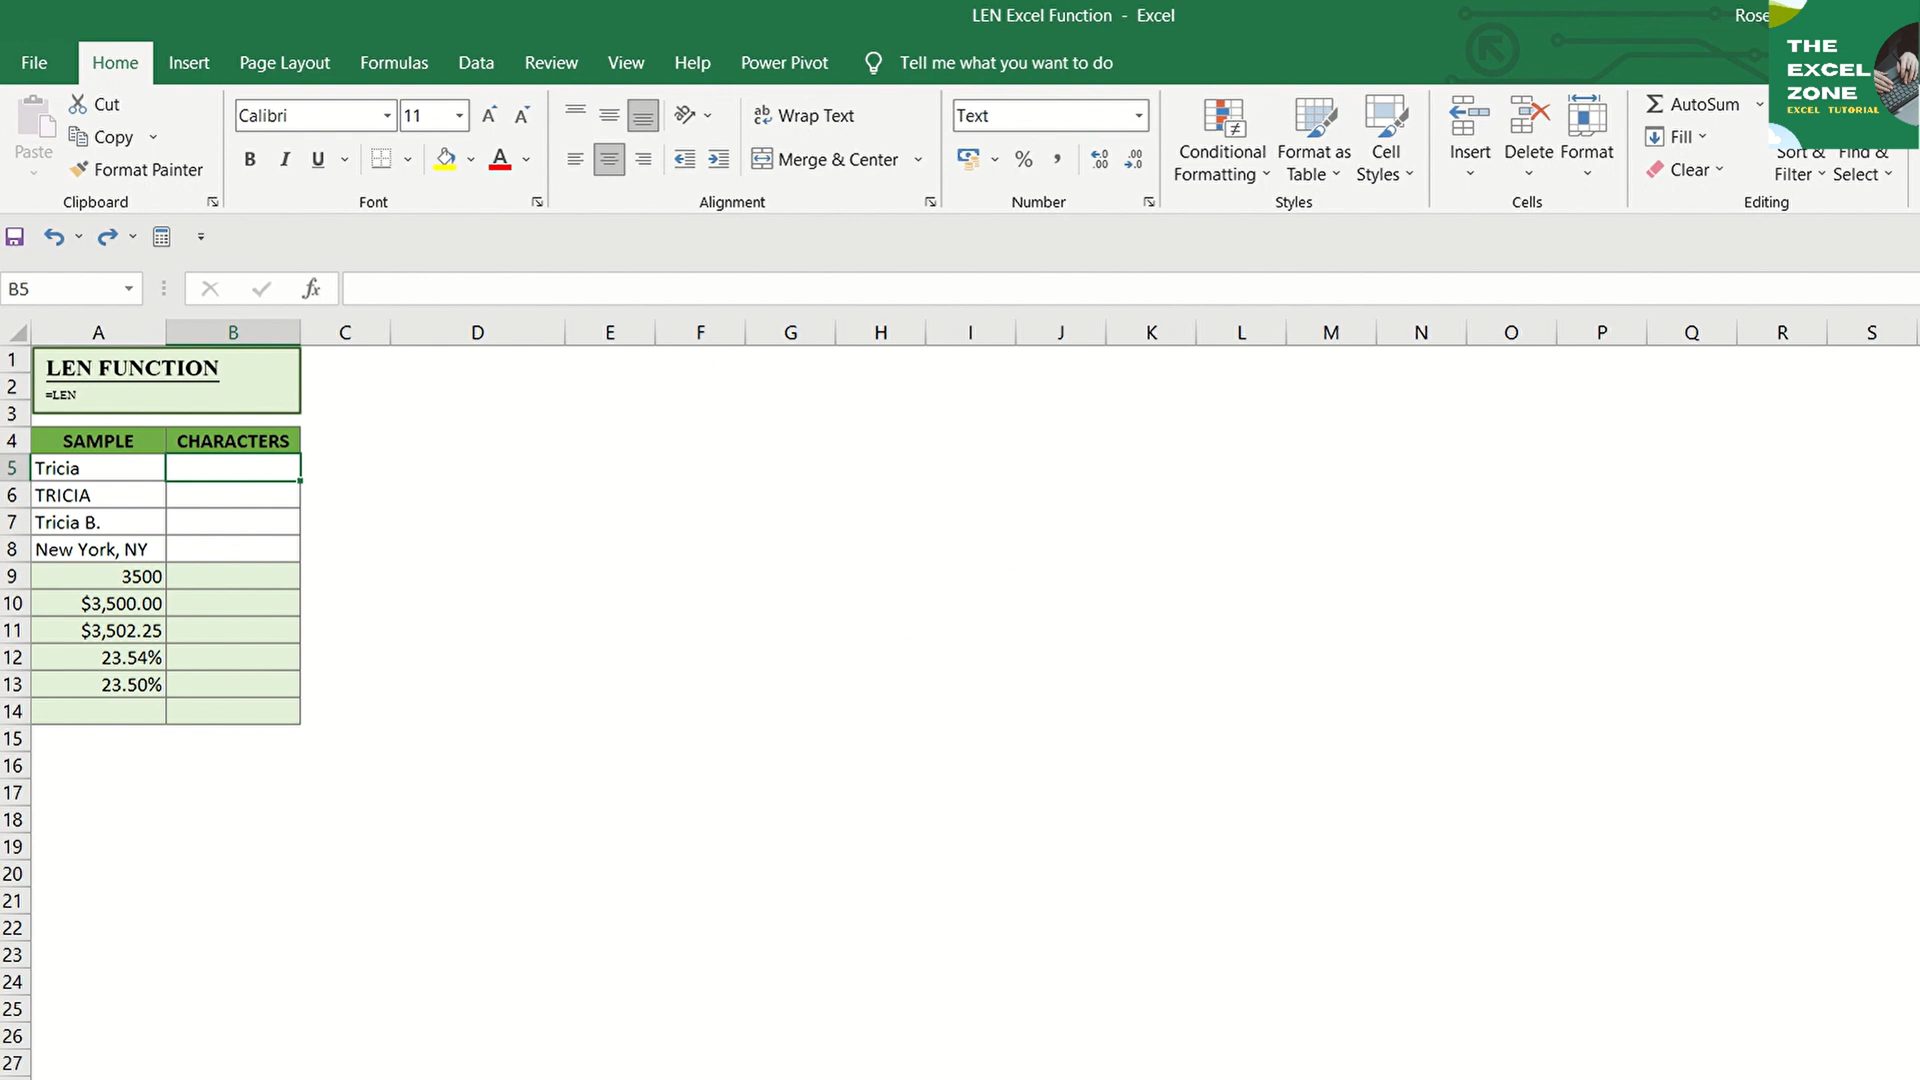 LEN Excel Function - Excel
Rose
THE
EXCEL
ZONE
EXCEL TUTORIAL
File Home Insert Page Layout Formulas Data Review View Help Power Pivot Tell me what you want to do
Paste
Cut
Copy
Format Painter
Clipboard
Calibri 11
B I U
Font
Wrap Text
Merge & Center
Alignment
Text
Number
Conditional
Formatting
Format as
Table
Cell
Styles
Styles
Insert Delete Format
Cells
AutoSum
Fill
Clear
Sort &
Filter
Find &
Select
Editing
B5
fx
A B C D E F G H I J K L M N O P Q R S
1 LEN FUNCTION
2 =LEN
3
4 SAMPLE CHARACTERS
5 Tricia
6 TRICIA
7 Tricia B.
8 New York, NY
9 3500
10 $3,500.00
11 $3,502.25
12 23.54%
13 23.50%
14
15
16
17
18
19
20
21
22
23
24
25
26
27